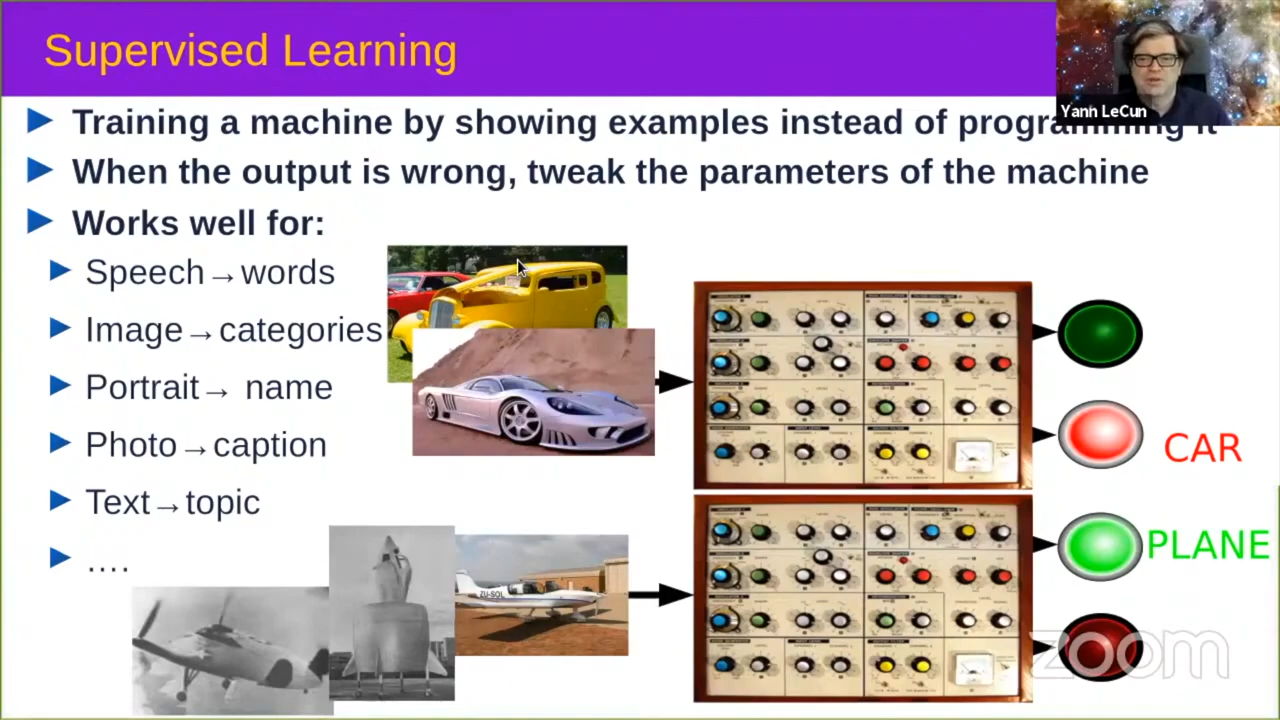 Supervised Learning
Yann LeCun
Training a machine by showing examples instead of programming it
When the output is wrong, tweak the parameters of the machine
Works well for:
Speech→words
Image→categories
Portrait→ name
Photo→caption
Text→topic
....
ZU-SOL
CAR
PLANE
zoom